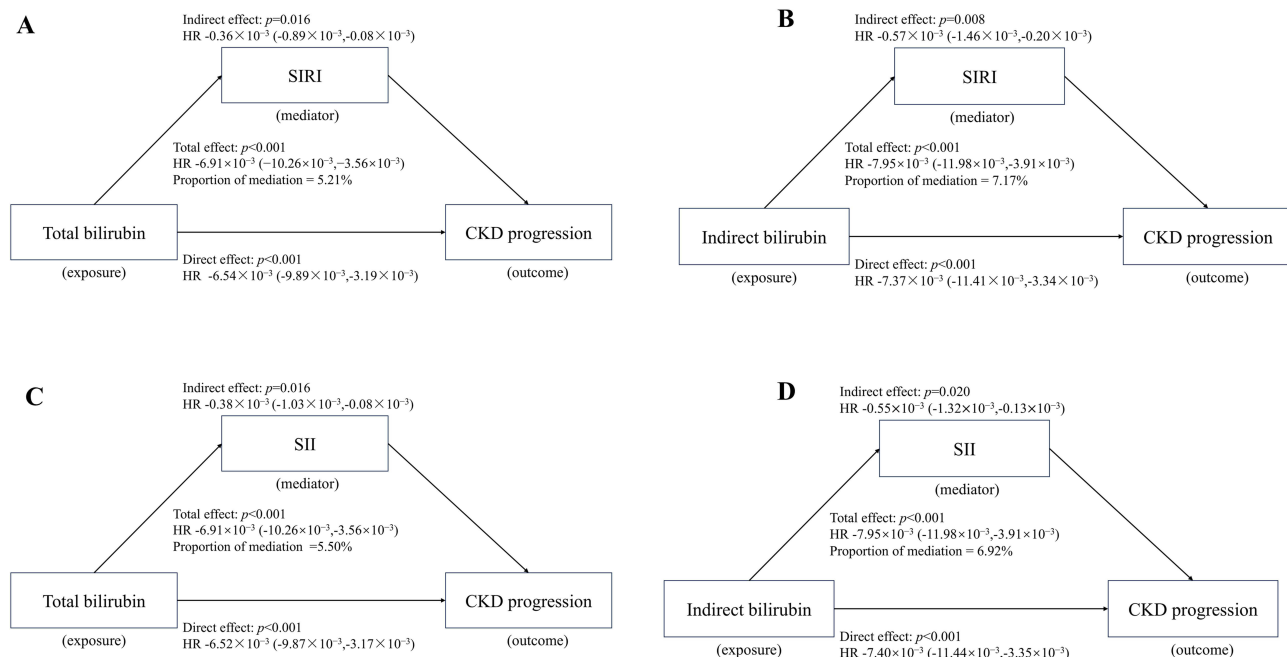 A
Indirect effect: p=0.016
HR -0.36×10⁻³ (-0.89×10⁻³,-0.08×10⁻³)
SIRI
(mediator)
Total effect: p<0.001
HR -6.91×10⁻³ (−10.26×10⁻³,−3.56×10⁻³)
Proportion of mediation = 5.21%
Total bilirubin
(exposure)
CKD progression
(outcome)
Direct effect: p<0.001
HR -6.54×10⁻³ (-9.89×10⁻³,-3.19×10⁻³)
B
Indirect effect: p=0.008
HR -0.57×10⁻³ (-1.46×10⁻³,-0.20×10⁻³)
SIRI
(mediator)
Total effect: p<0.001
HR -7.95×10⁻³ (-11.98×10⁻³,-3.91×10⁻³)
Proportion of mediation = 7.17%
Indirect bilirubin
(exposure)
CKD progression
(outcome)
Direct effect: p<0.001
HR -7.37×10⁻³ (-11.41×10⁻³,-3.34×10⁻³)
C
Indirect effect: p=0.016
HR -0.38×10⁻³ (-1.03×10⁻³,-0.08×10⁻³)
SII
(mediator)
Total effect: p<0.001
HR -6.91×10⁻³ (-10.26×10⁻³,-3.56×10⁻³)
Proportion of mediation =5.50%
Total bilirubin
(exposure)
CKD progression
(outcome)
Direct effect: p<0.001
HR -6.52×10⁻³ (-9.87×10⁻³,-3.17×10⁻³)
D
Indirect effect: p=0.020
HR -0.55×10⁻³ (-1.32×10⁻³,-0.13×10⁻³)
SII
(mediator)
Total effect: p<0.001
HR -7.95×10⁻³ (-11.98×10⁻³,-3.91×10⁻³)
Proportion of mediation = 6.92%
Indirect bilirubin
(exposure)
CKD progression
(outcome)
Direct effect: p<0.001
HR -7.40×10⁻³ (-11.44×10⁻³,-3.35×10⁻³)